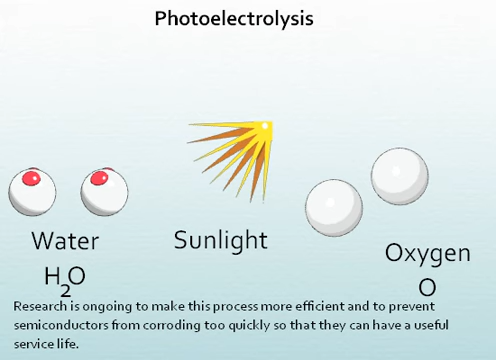 Photoelectrolysis
Water
H₂O
Sunlight
Oxygen
O
Research is ongoing to make this process more efficient and to prevent
semiconductors from corroding too quickly so that they can have a useful
service life.